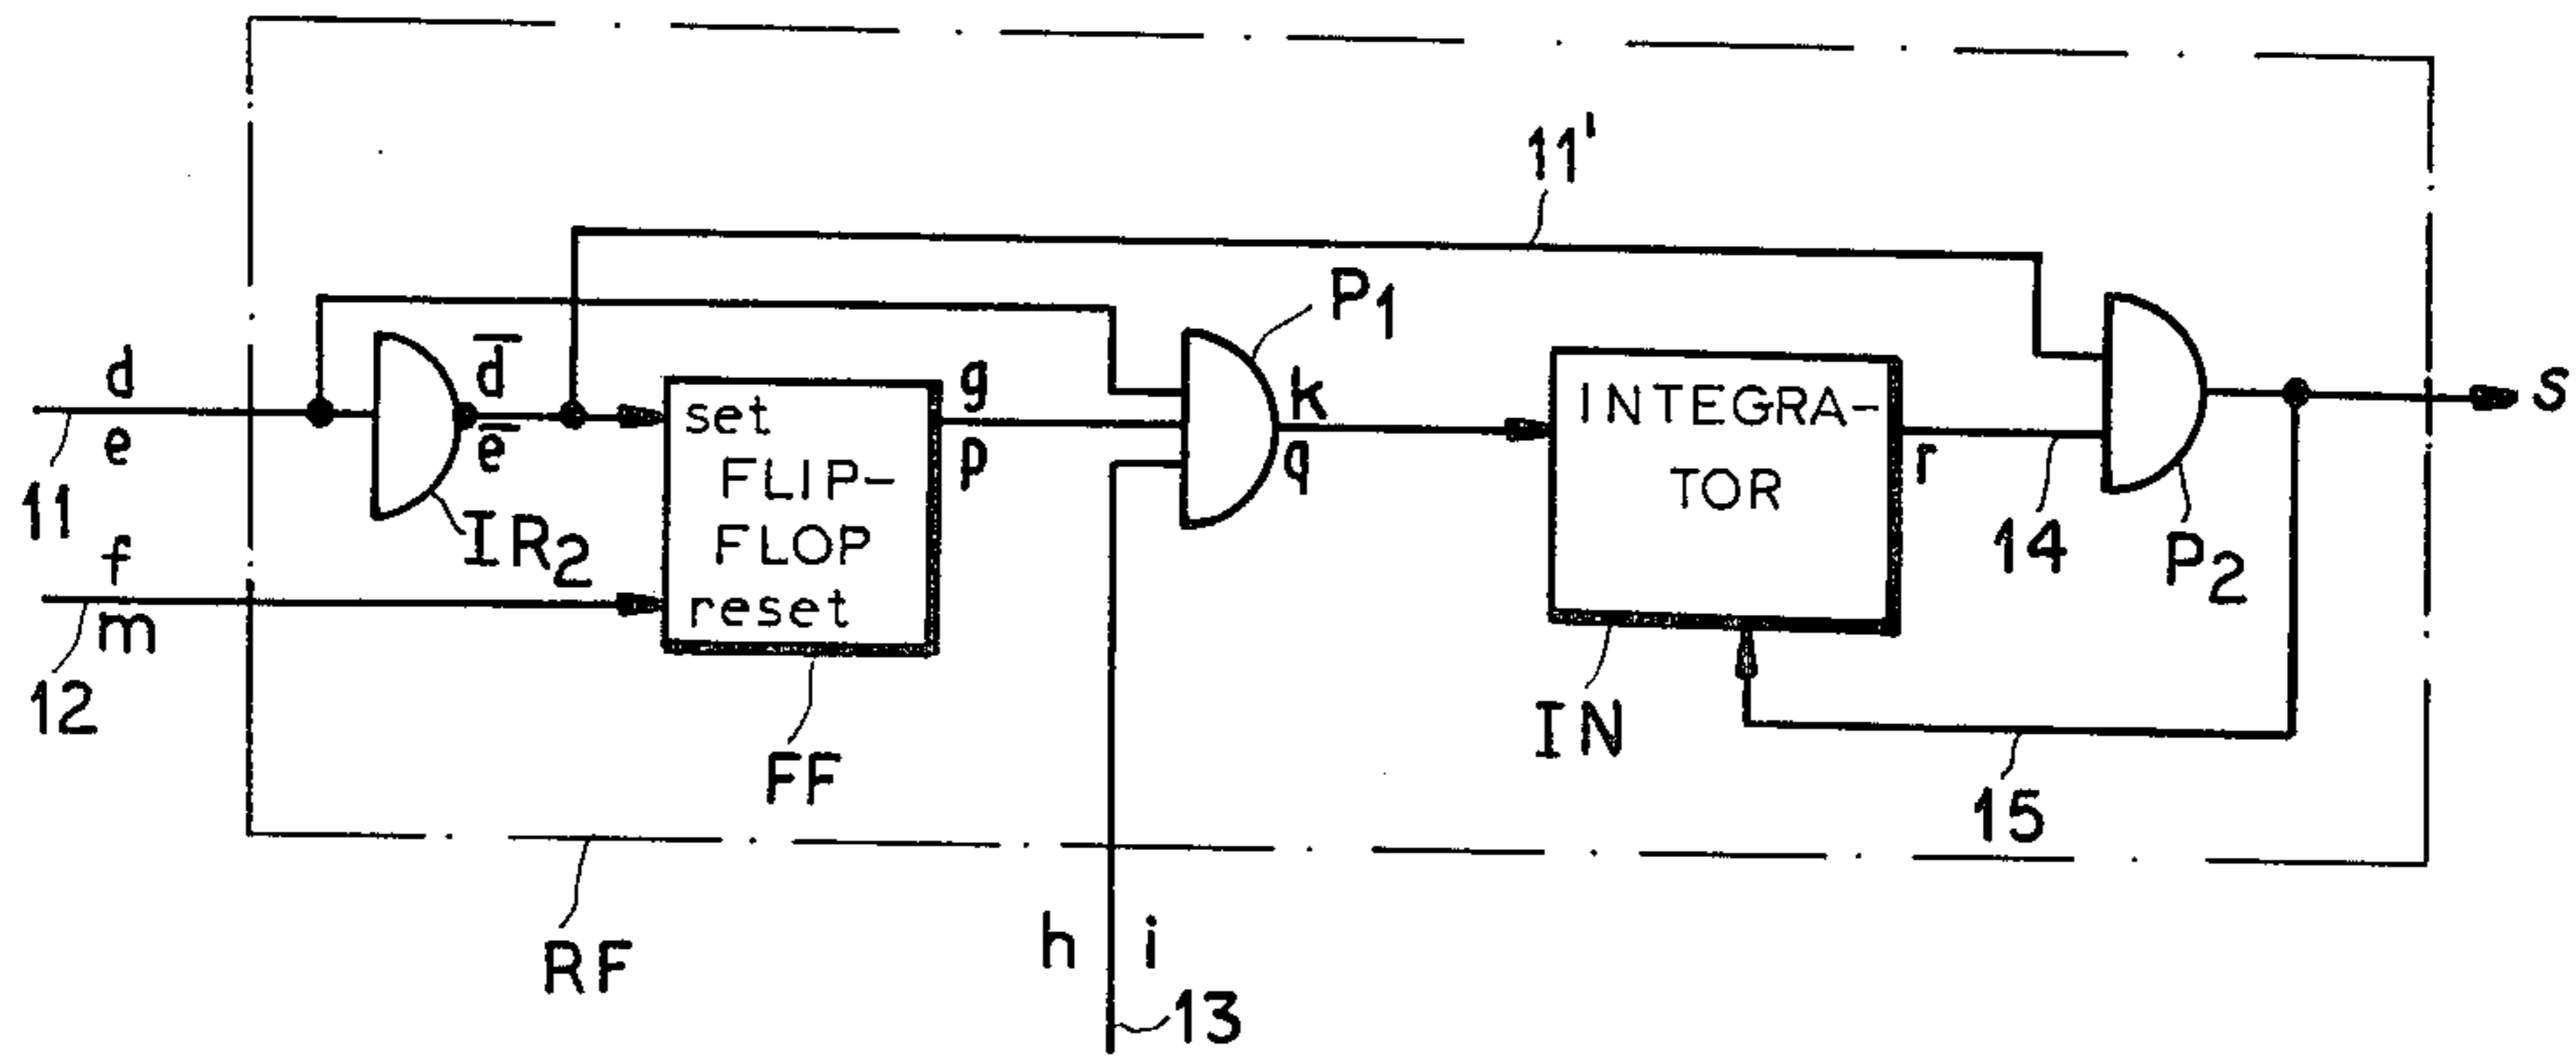 11'
P1
d
e
11
d̅
e̅
IR2
f
m
12
set
FLIP-
FLOP
reset
FF
g
p
k
q
INTEGRA-
TOR
IN
r
14
P2
S
15
RF
h i
13